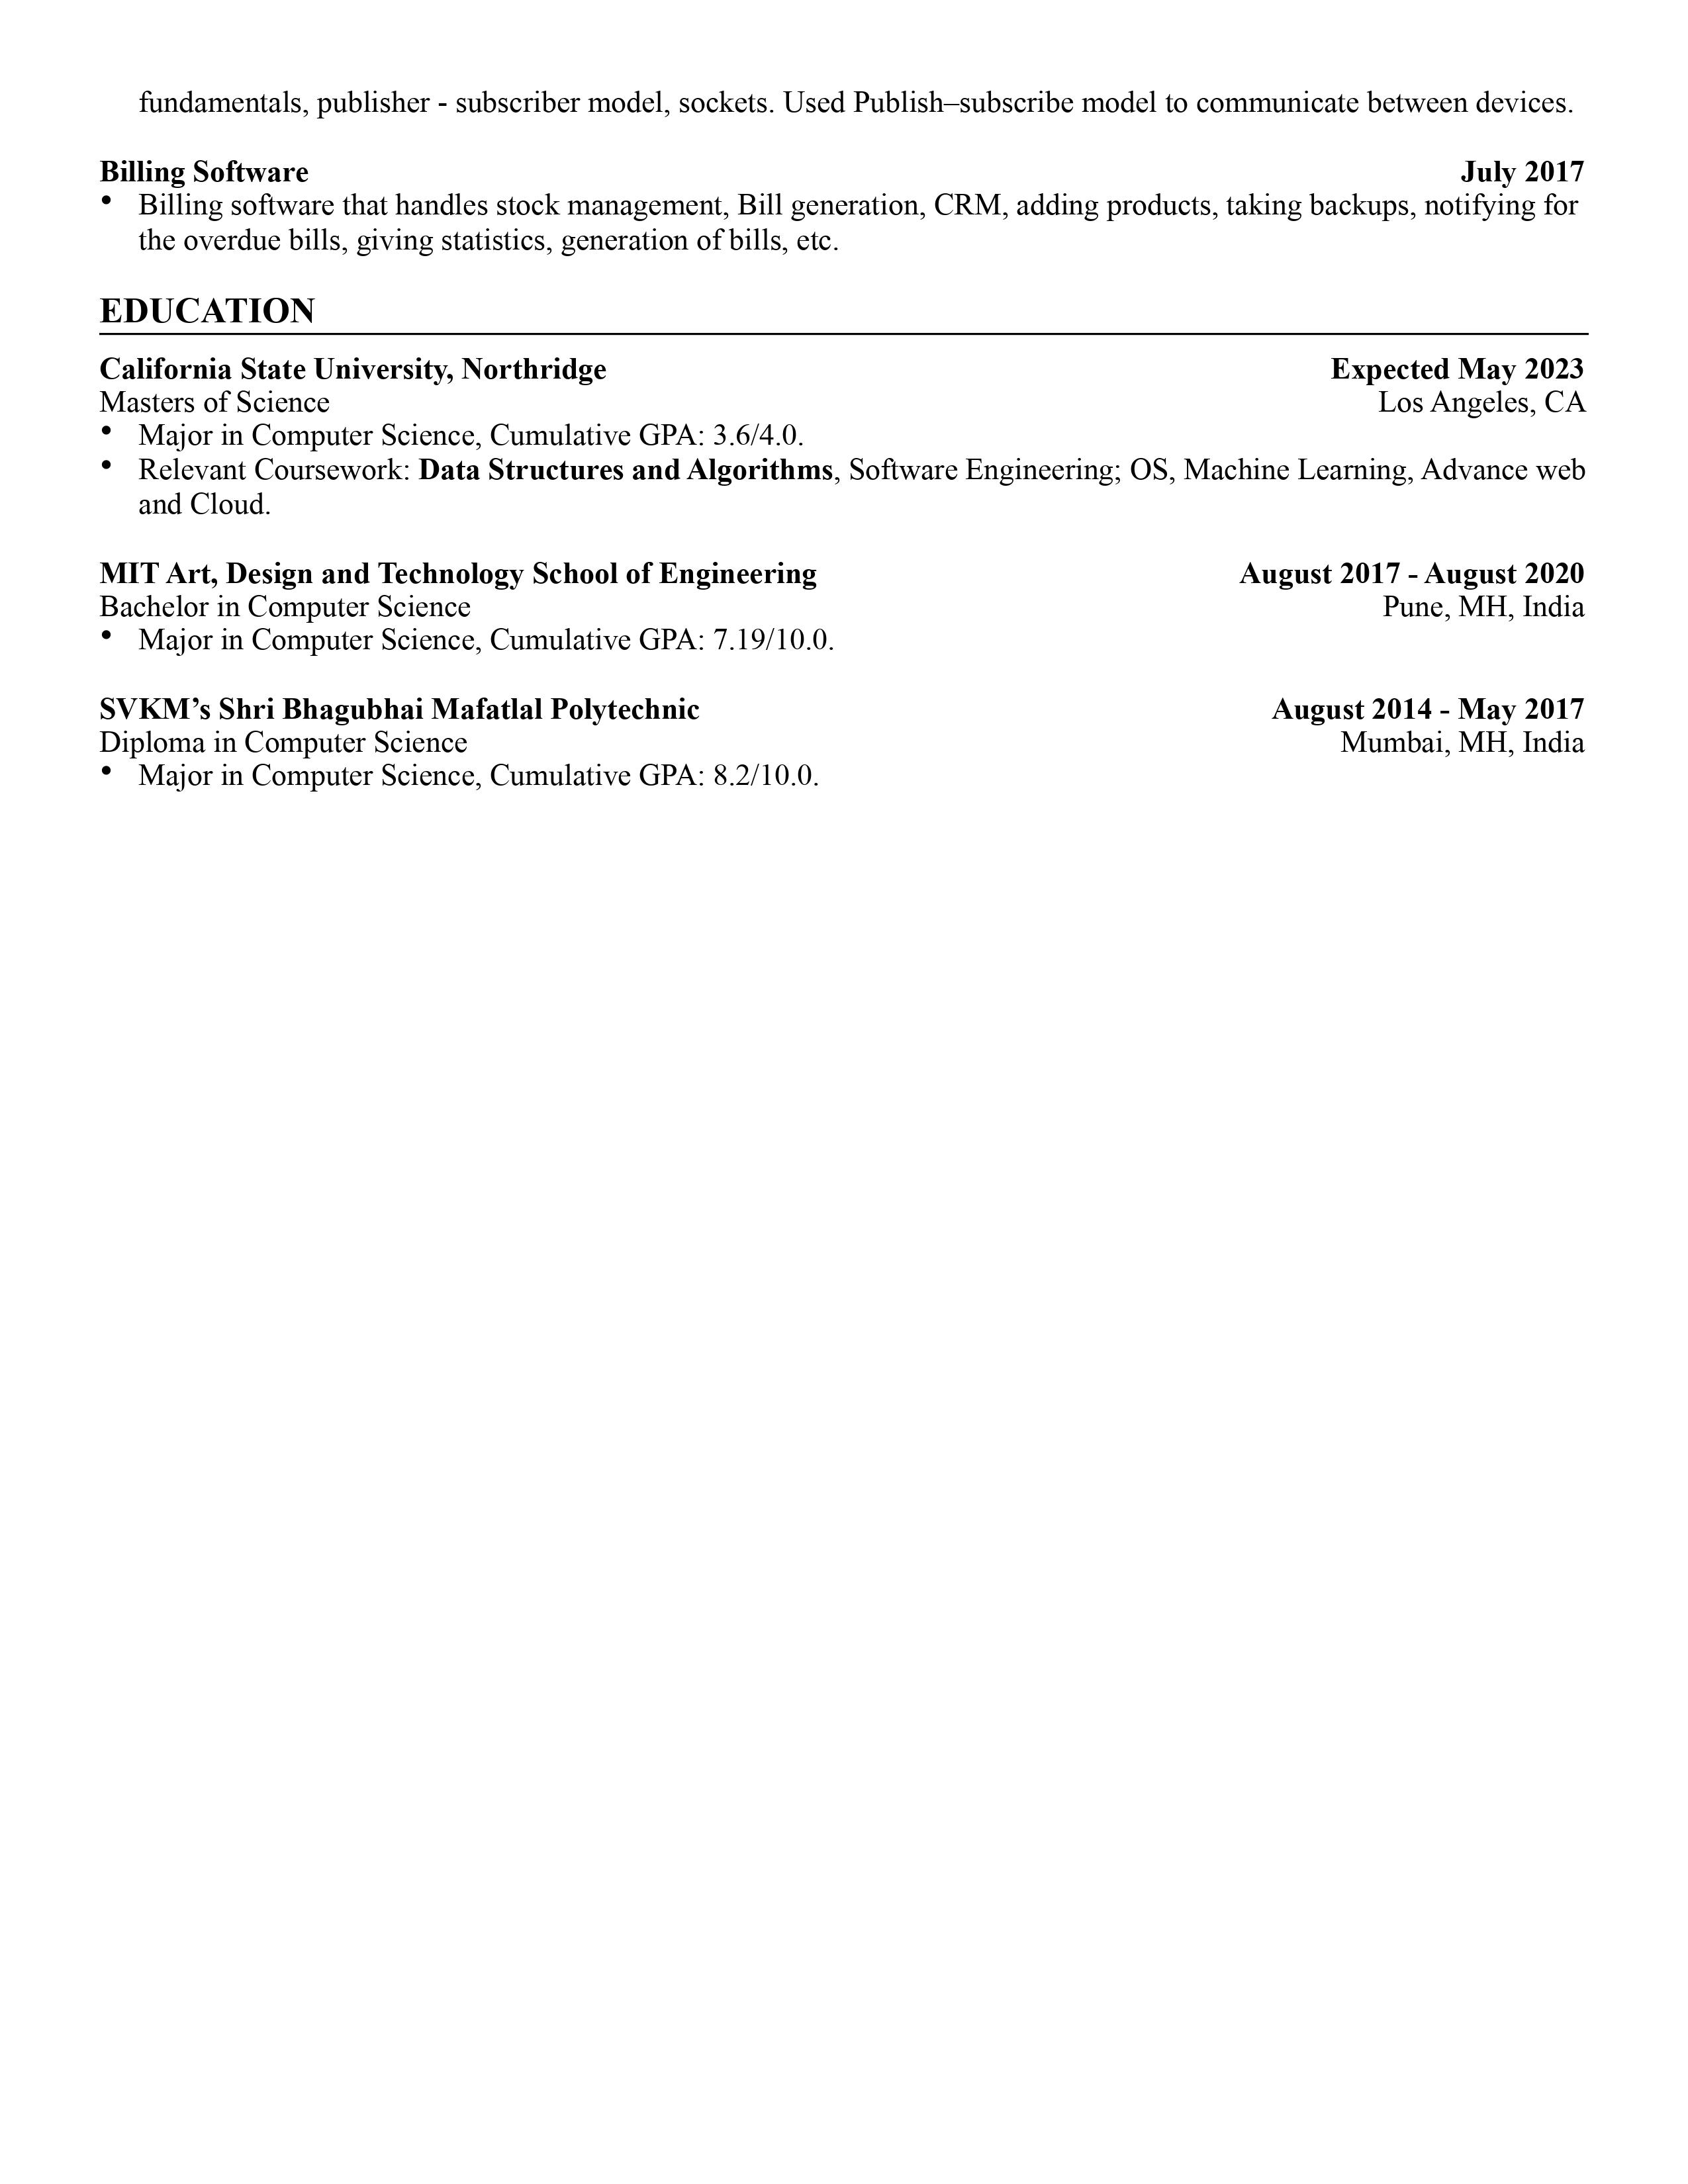 fundamentals, publisher - subscriber model, sockets. Used Publish–subscribe model to communicate between devices.
Billing Software July 2017
• Billing software that handles stock management, Bill generation, CRM, adding products, taking backups, notifying for
the overdue bills, giving statistics, generation of bills, etc.
EDUCATION
California State University, Northridge Expected May 2023
Masters of Science Los Angeles, CA
• Major in Computer Science, Cumulative GPA: 3.6/4.0.
• Relevant Coursework: Data Structures and Algorithms, Software Engineering; OS, Machine Learning, Advance web
and Cloud.
MIT Art, Design and Technology School of Engineering August 2017 - August 2020
Bachelor in Computer Science Pune, MH, India
• Major in Computer Science, Cumulative GPA: 7.19/10.0.
SVKM’s Shri Bhagubhai Mafatlal Polytechnic August 2014 - May 2017
Diploma in Computer Science Mumbai, MH, India
• Major in Computer Science, Cumulative GPA: 8.2/10.0.